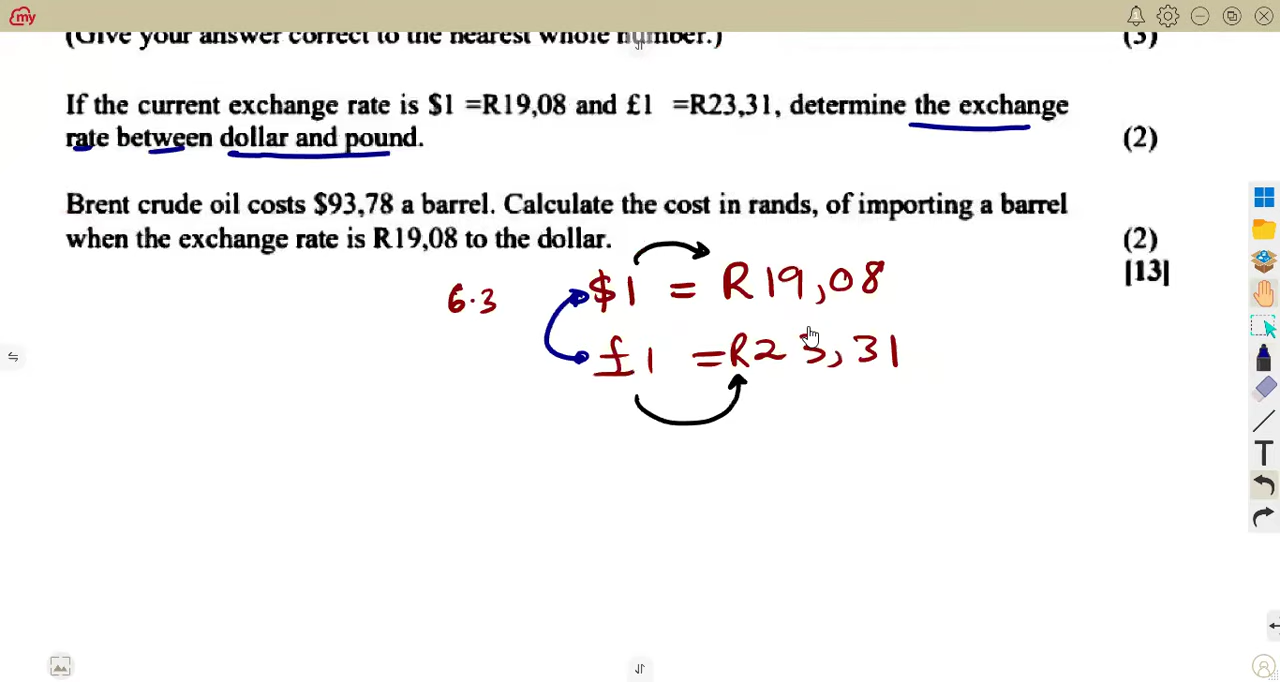 my
(Give your answer correct to the nearest whole number.)
(3)
If the current exchange rate is $1 =R19,08 and £1 =R23,31, determine the exchange
rate between dollar and pound.
(2)
Brent crude oil costs $93,78 a barrel. Calculate the cost in rands, of importing a barrel
when the exchange rate is R19,08 to the dollar.
(2)
[13]
6.3
$1 = R19,08
£1 = R23,31
T